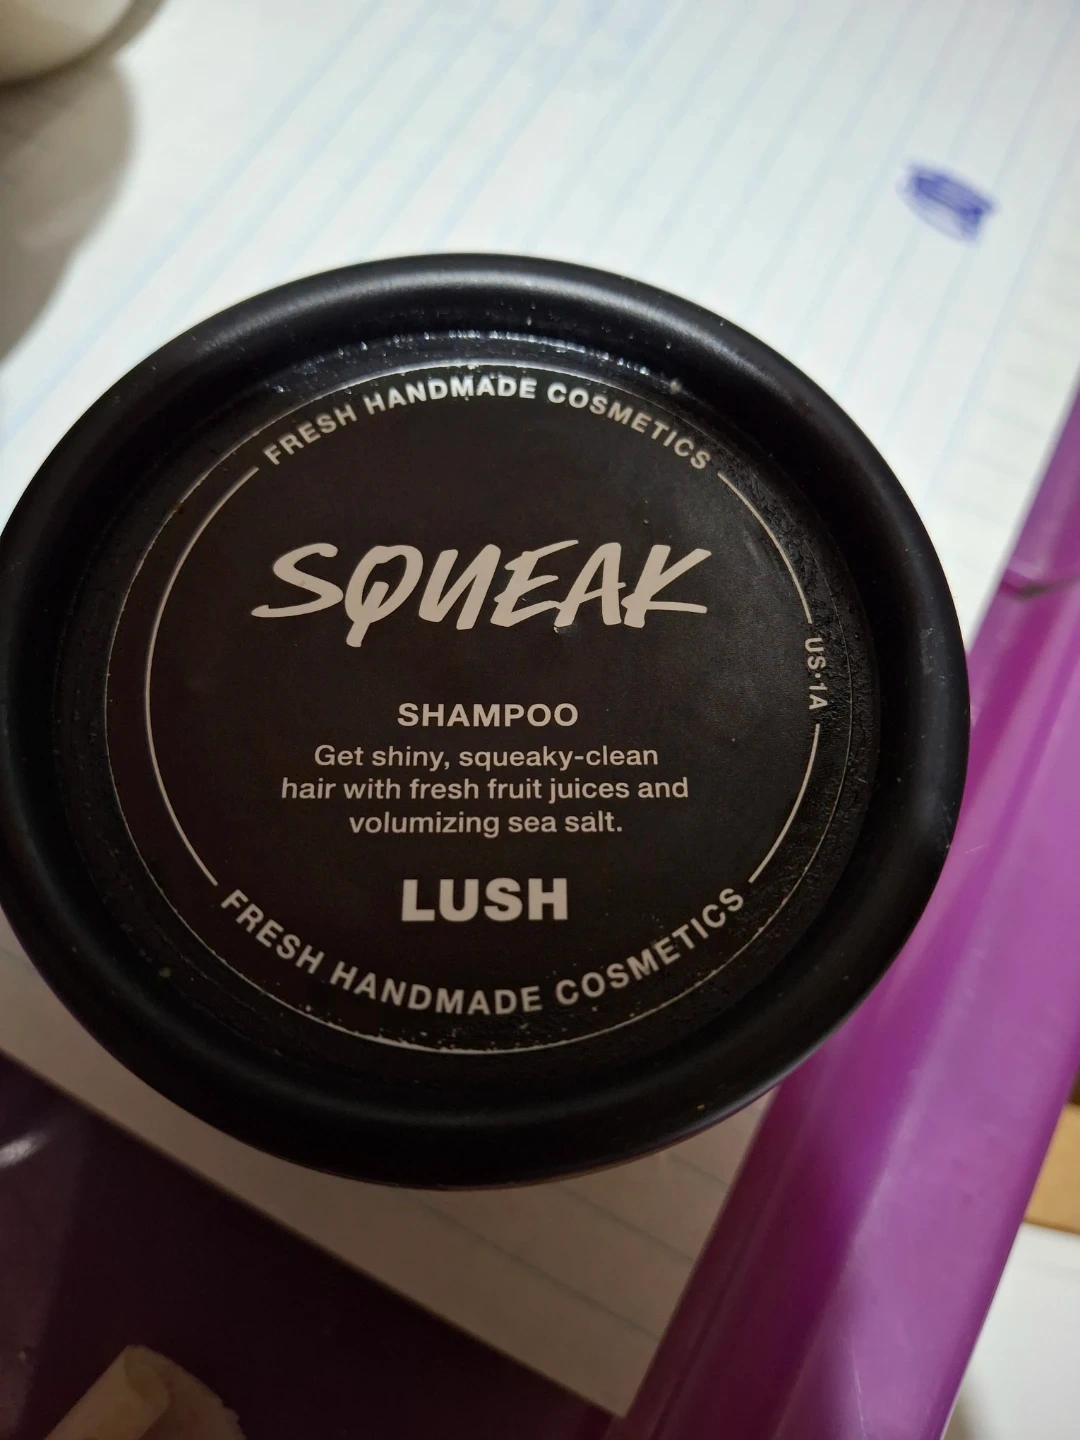 FRESH HANDMADE COSMETICS
SQUEAK
US·1A
SHAMPOO
Get shiny, squeaky-clean
hair with fresh fruit juices and
volumizing sea salt.
LUSH
FRESH HANDMADE COSMETICS